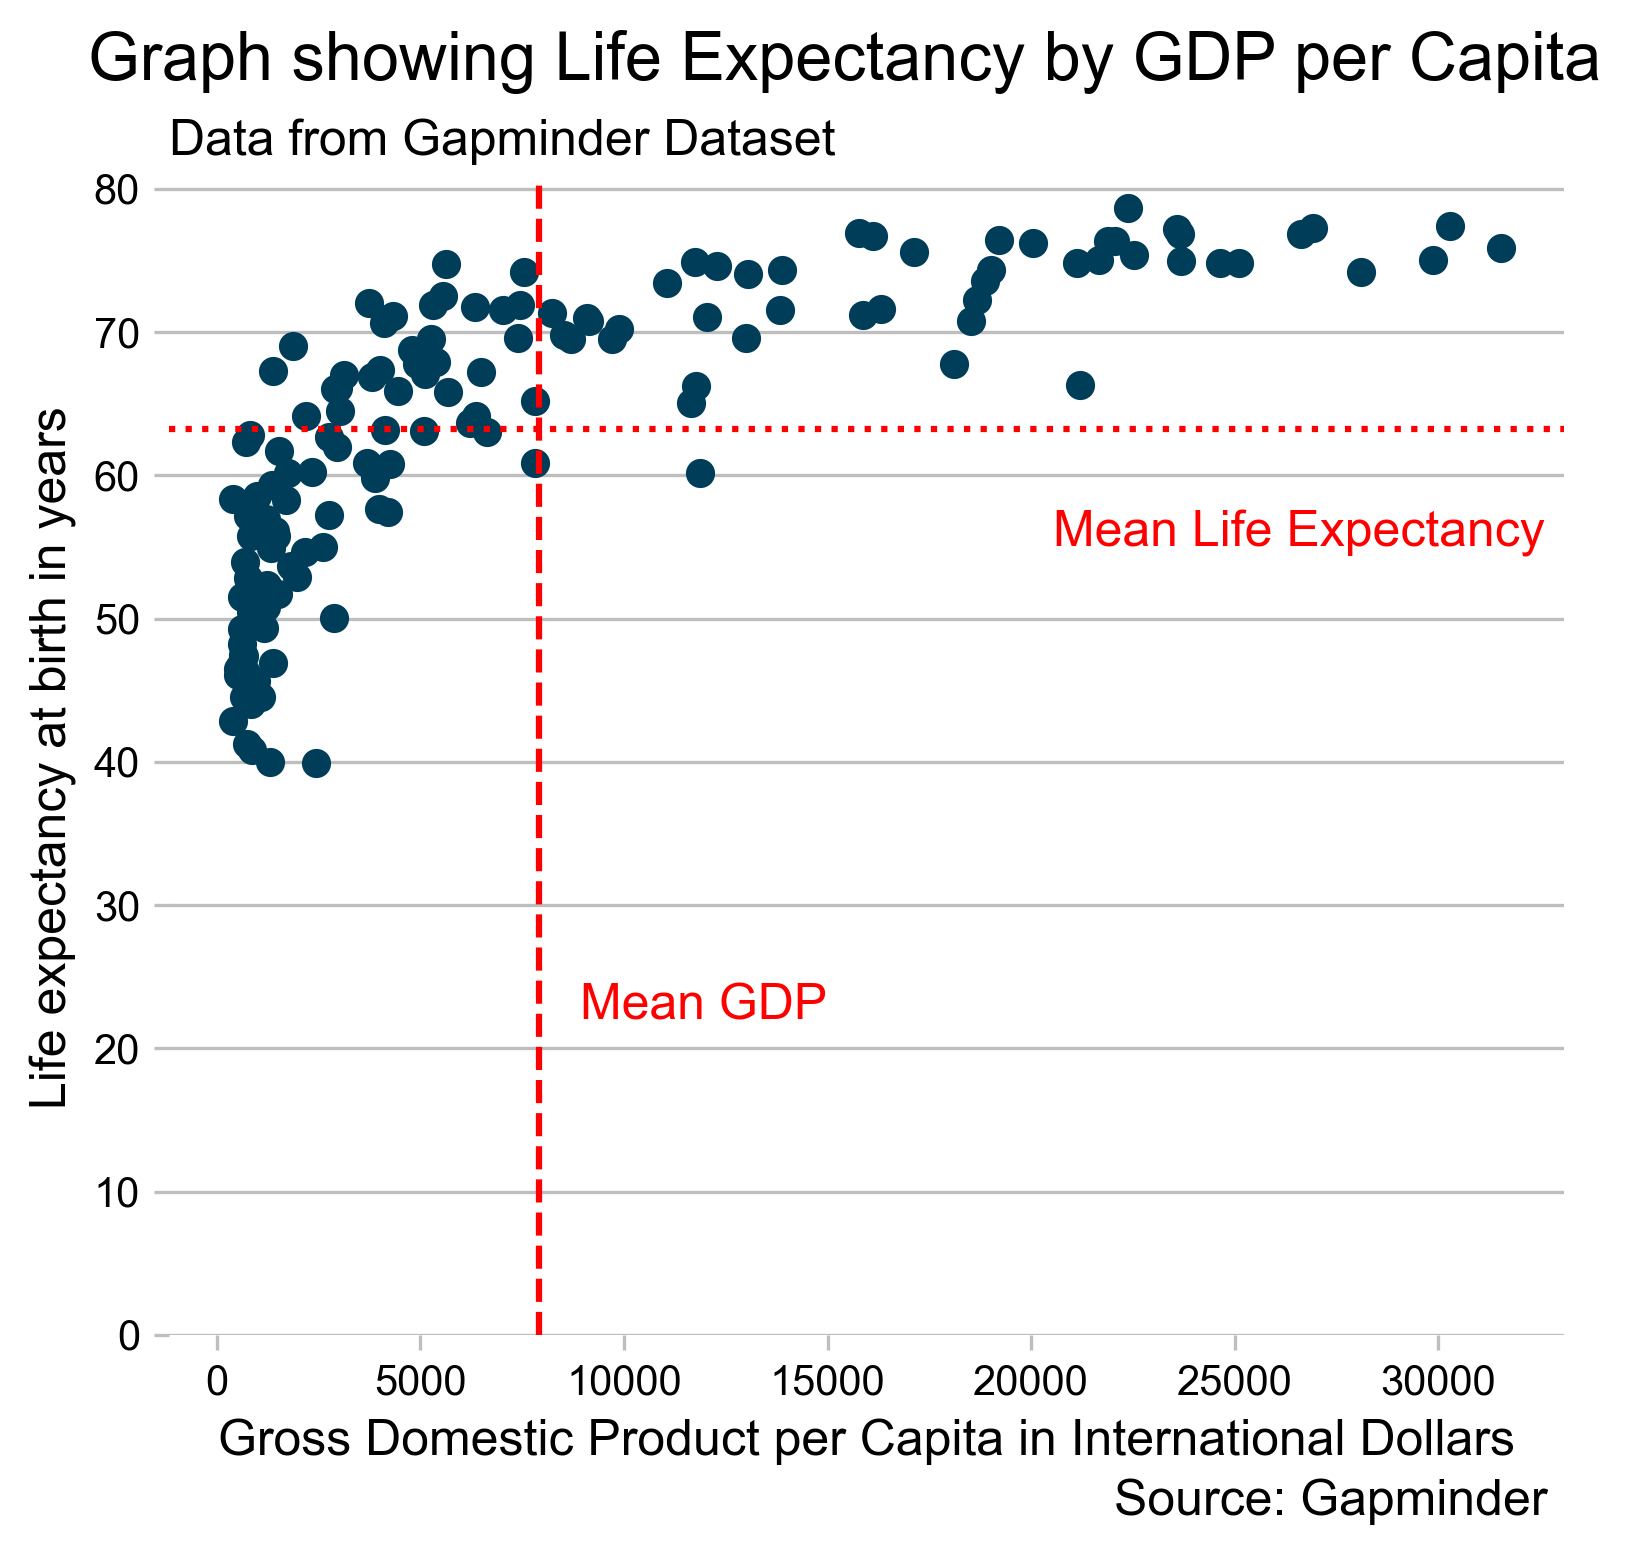 Graph showing Life Expectancy by GDP per Capita
Data from Gapminder Dataset
Life expectancy at birth in years
80
70
60
50
40
30
20
10
0
Mean Life Expectancy
Mean GDP
0 5000 10000 15000 20000 25000 30000
Gross Domestic Product per Capita in International Dollars
Source: Gapminder